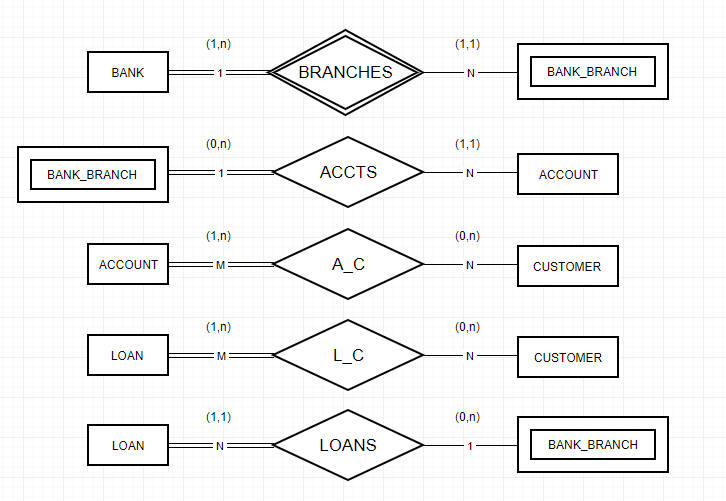 (1,n) (1,1)
BANK 1 BRANCHES N BANK_BRANCH
(0,n) (1,1)
BANK_BRANCH 1 ACCTS N ACCOUNT
(1,n) (0,n)
ACCOUNT M A_C N CUSTOMER
(1,n) (0,n)
LOAN M L_C N CUSTOMER
(1,1) (0,n)
LOAN N LOANS 1 BANK_BRANCH